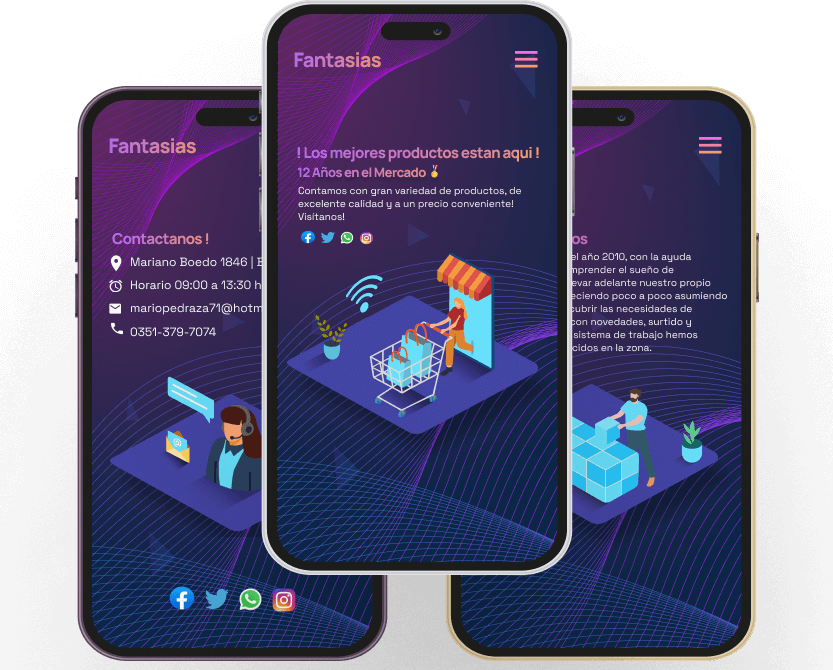 Fantasias
Contactanos !
Mariano Boedo 1846 |
Horario 09:00 a 13:30
mariopedraza71@hotm
0351-379-7074
Fantasias
! Los mejores productos estan aqui !
12 Años en el Mercado
Contamos con gran variedad de productos, de
excelente calidad y a un precio conveniente!
Visítanos!
os
el año 2010, con la ayuda
mprender el sueño de
evar adelante nuestro propio
eciendo poco a poco asumiendo
cubrir las necesidades de
con novedades, surtido y
sistema de trabajo hemos
cidos en la zona.